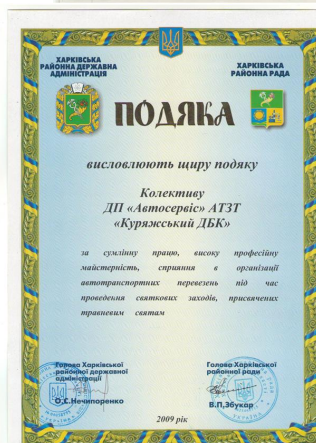 ХАРКІВСЬКА
РАЙОННА ДЕРЖАВНА
АДМІНІСТРАЦІЯ
ХАРКІВСЬКА
РАЙОННА РАДА
ПОДЯКА
висловлюють щиру подяку
Колективу
ДП «Автосервіс» АТЗТ
«Куряжський ДБК»
за сумлінну працю, високу професійну
майстерність, сприяння в організації
автотранспортних перевезень під час
проведення святкових заходів, присвячених
травневим святам
Голова Харківської
районної державної
адміністрації
О.С.Нечипоренко
Голова Харківської
районної ради
В.П.Збукар
2009 рік